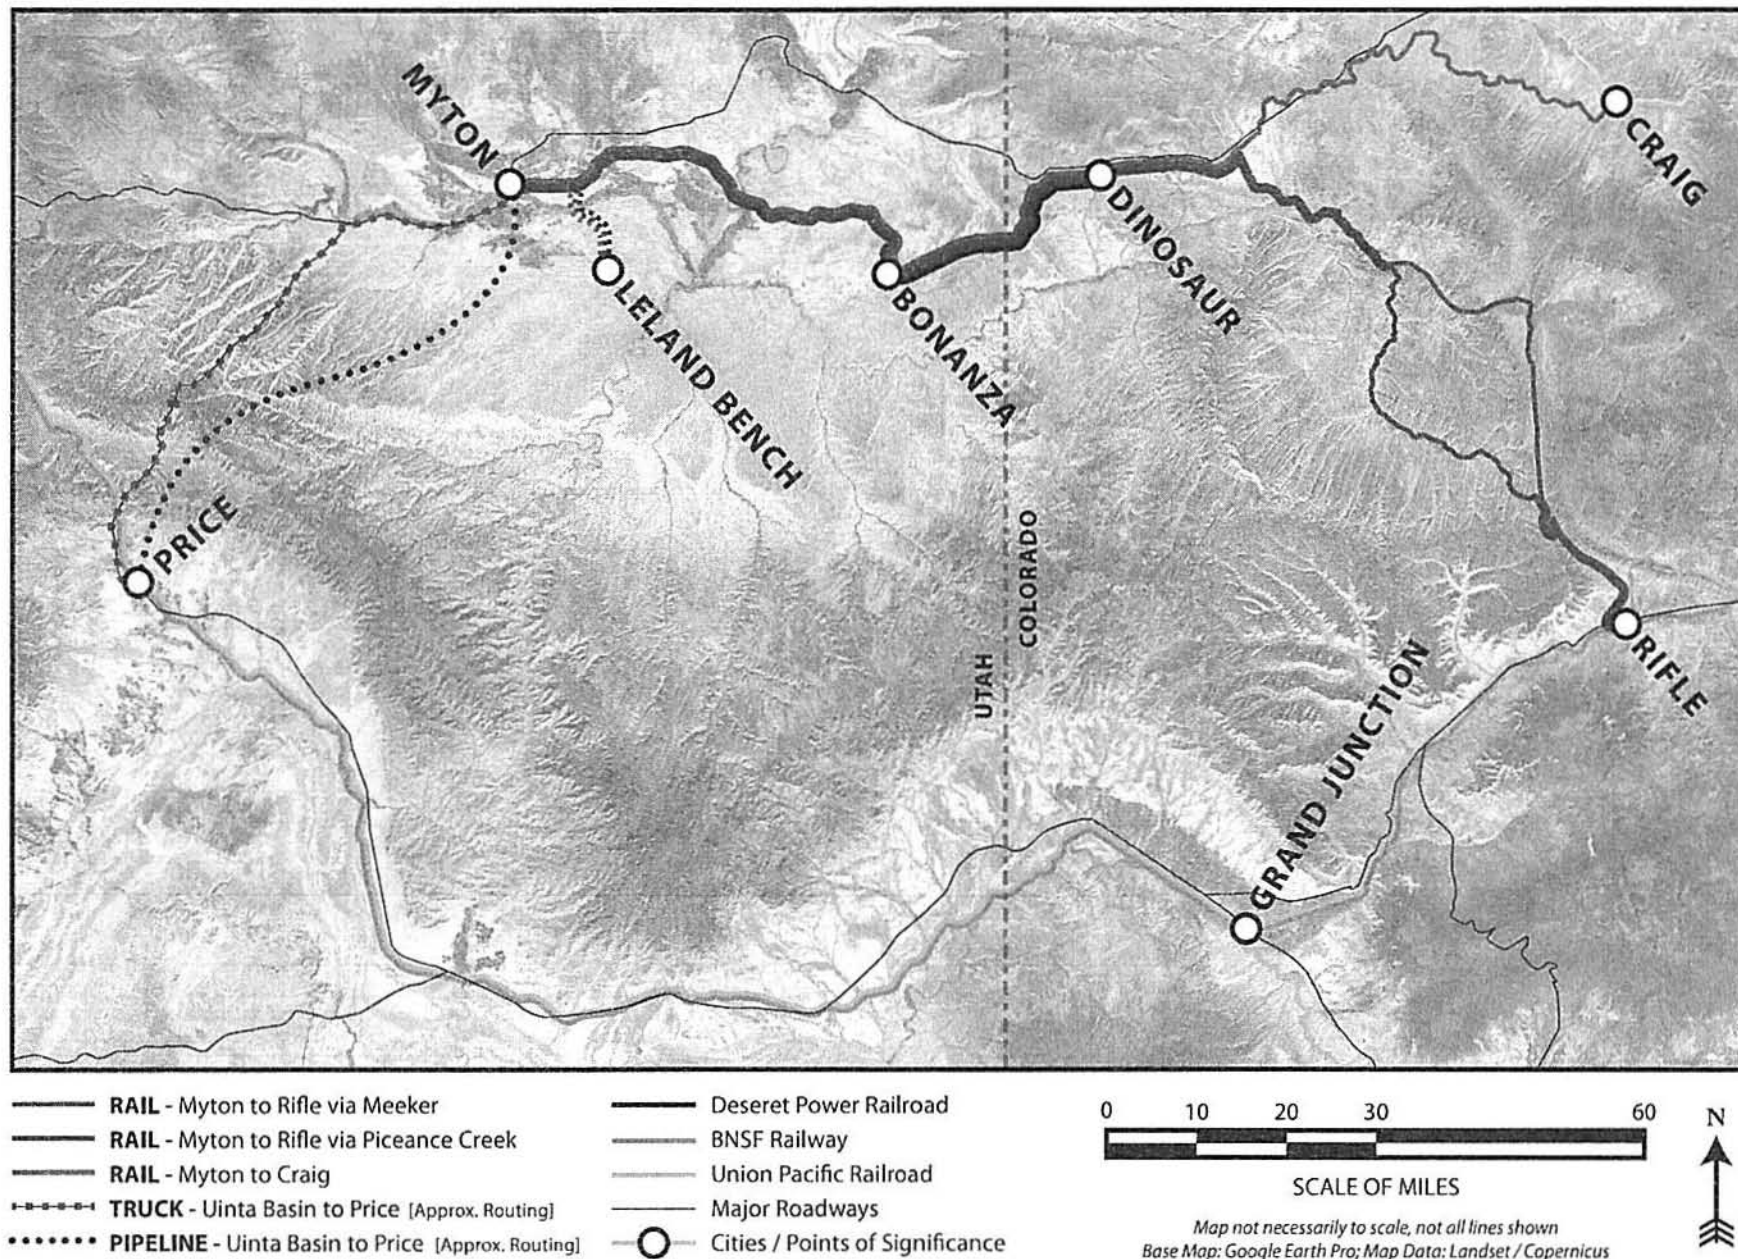 MYTON
CRAIG
DINOSAUR
LELAND BENCH
BONANZA
PRICE
COLORADO
UTAH
RIFLE
GRAND JUNCTION
RAIL - Myton to Rifle via Meeker
RAIL - Myton to Rifle via Piceance Creek
RAIL - Myton to Craig
TRUCK - Uinta Basin to Price [Approx. Routing]
PIPELINE - Uinta Basin to Price [Approx. Routing]
Deseret Power Railroad
BNSF Railway
Union Pacific Railroad
Major Roadways
Cities / Points of Significance
0 10 20 30 60
SCALE OF MILES
N
Map not necessarily to scale, not all lines shown
Base Map: Google Earth Pro; Map Data: Landset / Copernicus